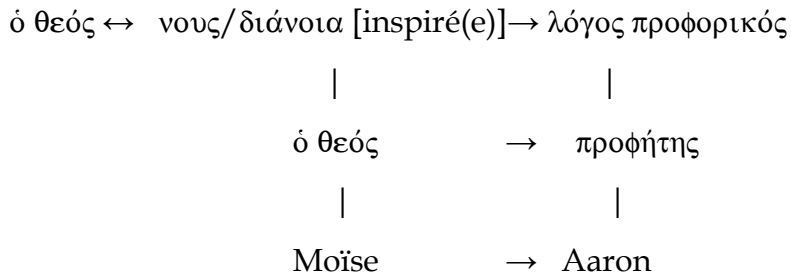 ὁ θεός ↔ νους/διάνοια [inspiré(e)]→ λόγος προφορικός
| |
ὁ θεός → προφήτης
| |
Moïse → Aaron